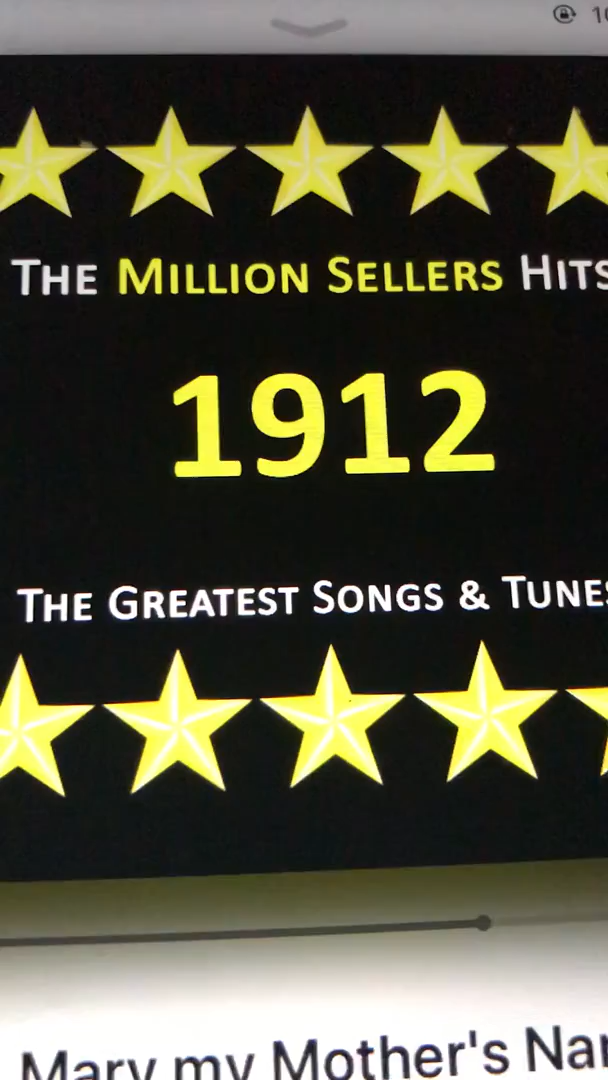 THE MILLION SELLERS HITS
1912
THE GREATEST SONGS & TUNES
Mary my Mother's